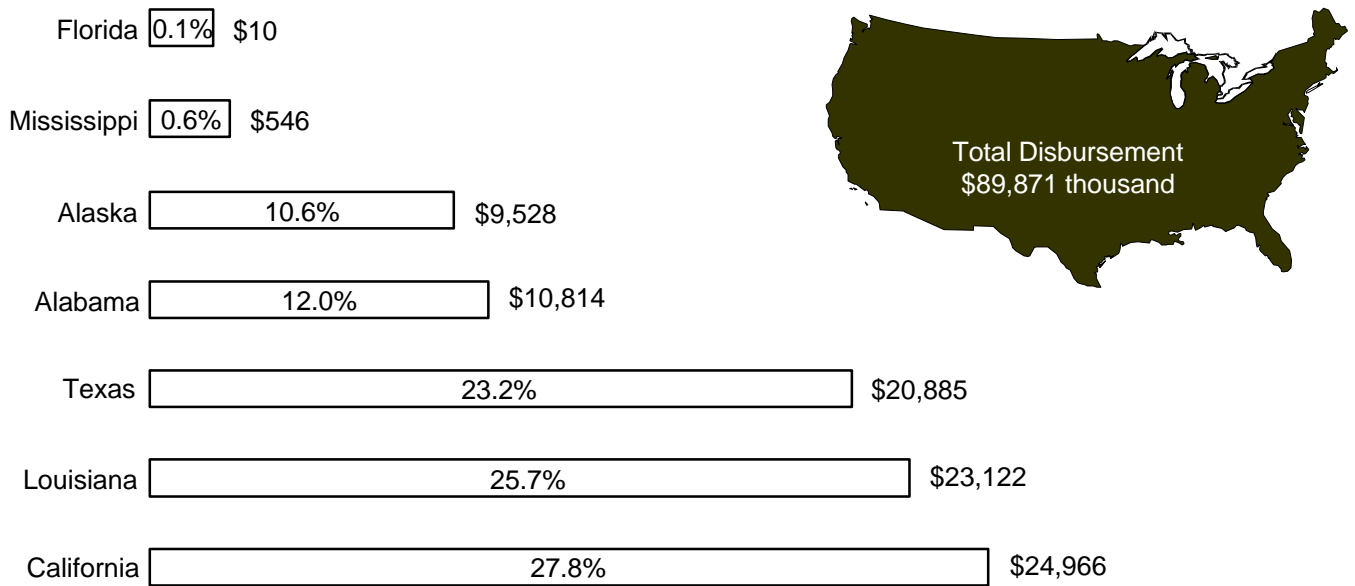 Florida 0.1% $10
Mississippi 0.6% $546
Total Disbursement
$89,871 thousand
Alaska 10.6% $9,528
Alabama 12.0% $10,814
Texas 23.2% $20,885
Louisiana 25.7% $23,122
California 27.8% $24,966